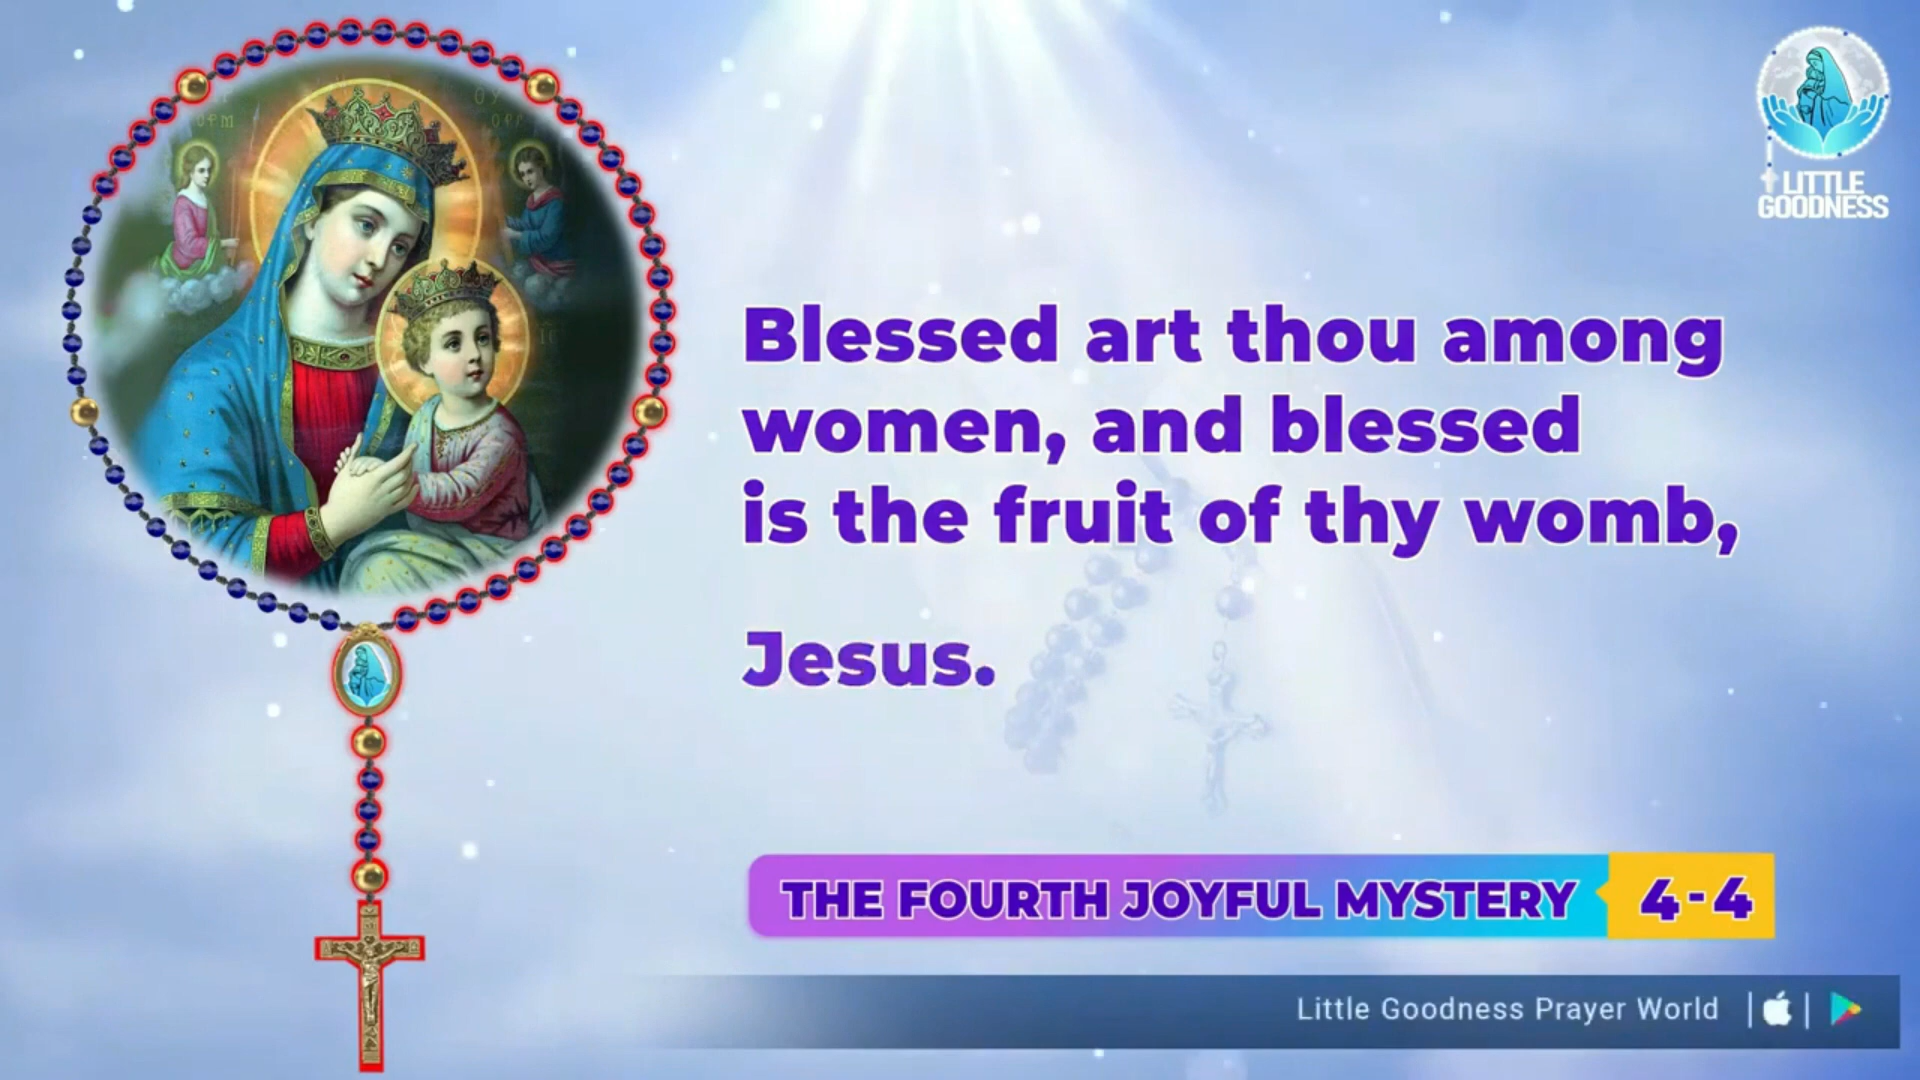 LITTLE
GOODNESS
Blessed art thou among
women, and blessed
is the fruit of thy womb,
Jesus.
THE FOURTH JOYFUL MYSTERY 4-4
Little Goodness Prayer World